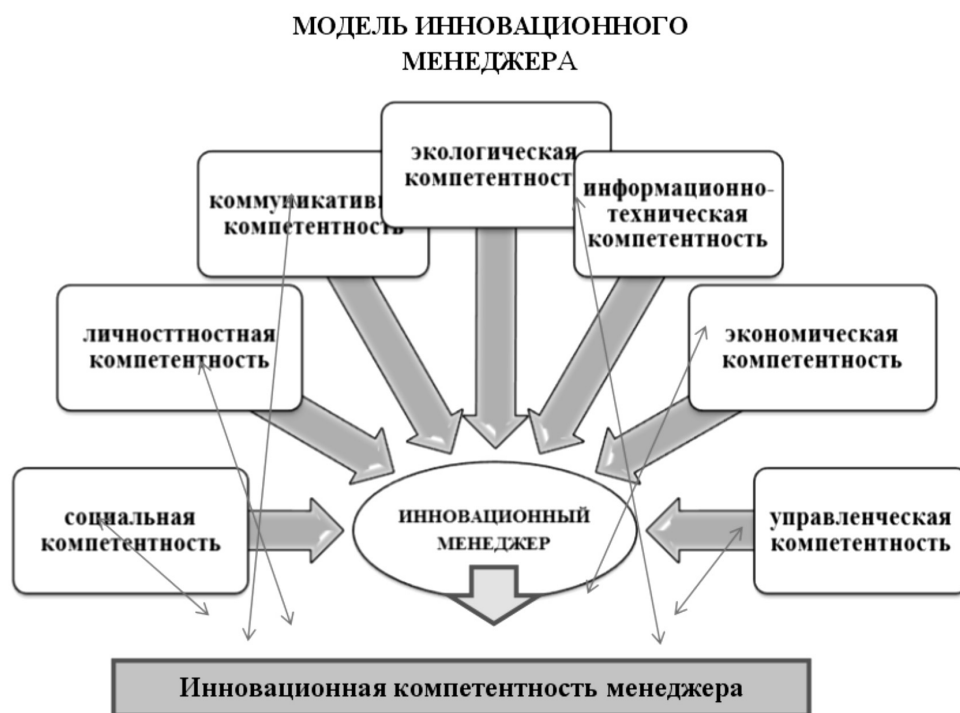 МОДЕЛЬ ИННОВАЦИОННОГО
МЕНЕДЖЕРА
экологическая
компетентност
коммуникатив
компетентность
информационно-
техническая
компетентность
личносттностная
компетентность
экономическая
компетентность
социальная
компетентность
ИННОВАЦИОННЫЙ
МЕНЕДЖЕР
управленческая
компетентность
Инновационная компетентность менеджера